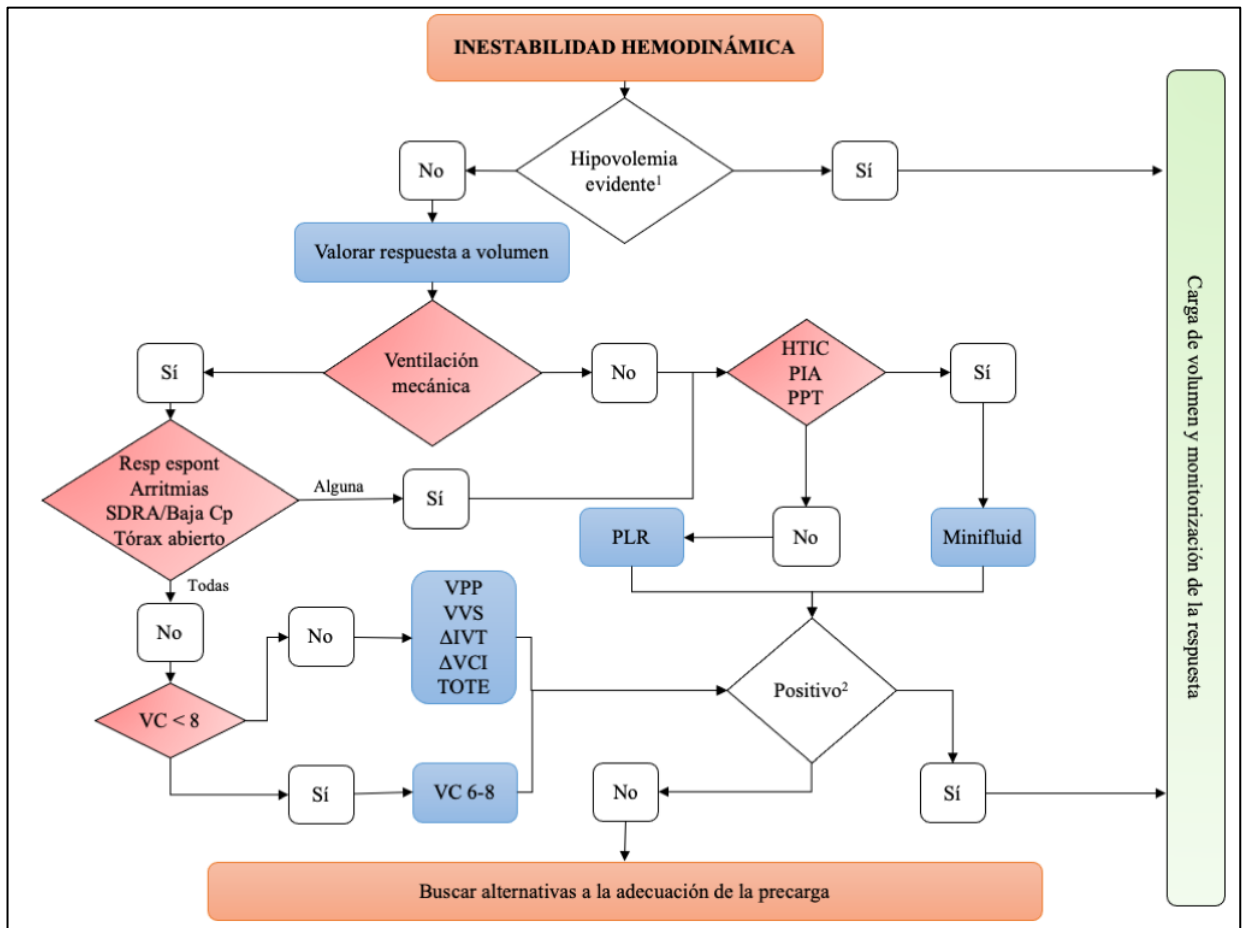 INESTABILIDAD HEMODINÁMICA
Hipovolemia
evidente¹
No
Sí
Valorar respuesta a volumen
Ventilación
mecánica
Sí
No
HTIC
PIA
PPT
Sí
Resp espont
Arritmias
SDRA/Baja Cp
Tórax abierto
Alguna
Sí
PLR
No
Minifluid
Todas
No
No
VPP
VVS
ΔIVT
ΔVCI
TOTE
VC < 8
Positivo²
Sí
VC 6-8
No
Sí
Buscar alternativas a la adecuación de la precarga
Carga de volumen y monitorización de la respuesta